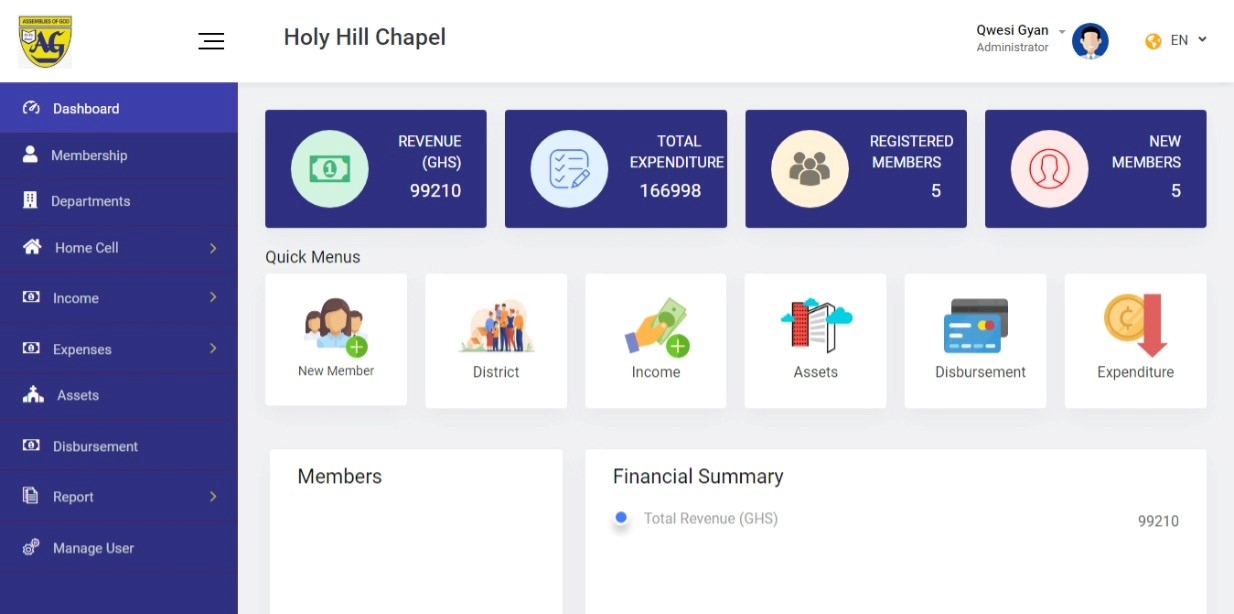 ASSEMBLIES OF GOD
AG
Holy Hill Chapel
Qwesi Gyan
Administrator
EN
Dashboard
Membership
Departments
Home Cell
Income
Expenses
Assets
Disbursement
Report
Manage User
REVENUE
(GHS)
99210
TOTAL
EXPENDITURE
166998
REGISTERED
MEMBERS
5
NEW
MEMBERS
5
Quick Menus
New Member
District
Income
Assets
Disbursement
Expenditure
Members
Financial Summary
Total Revenue (GHS)
99210